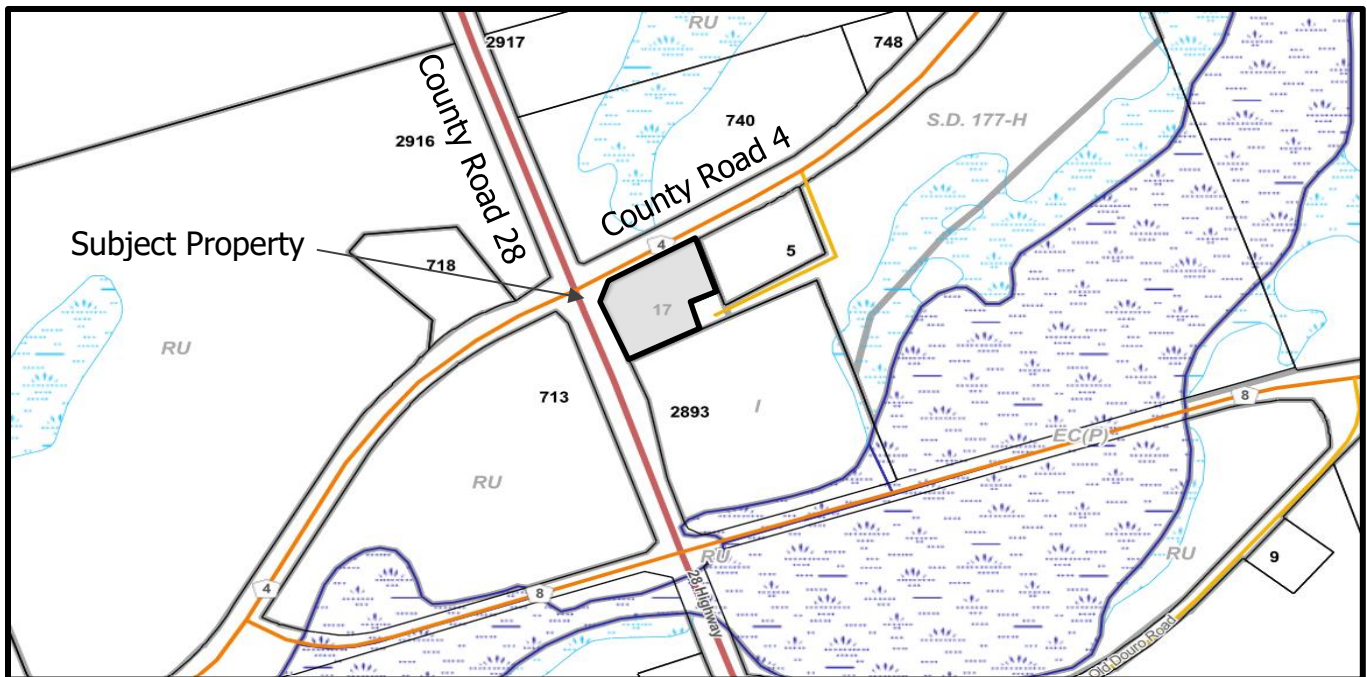 RU
2917
748
2916
740
S.D. 177-H
County Road 28
County Road 4
Subject Property
4
718
5
17
RU
713
2893
I
8
EC(P)
RU
RU
RU
9
4
8
28 Highway
Old Douro Road